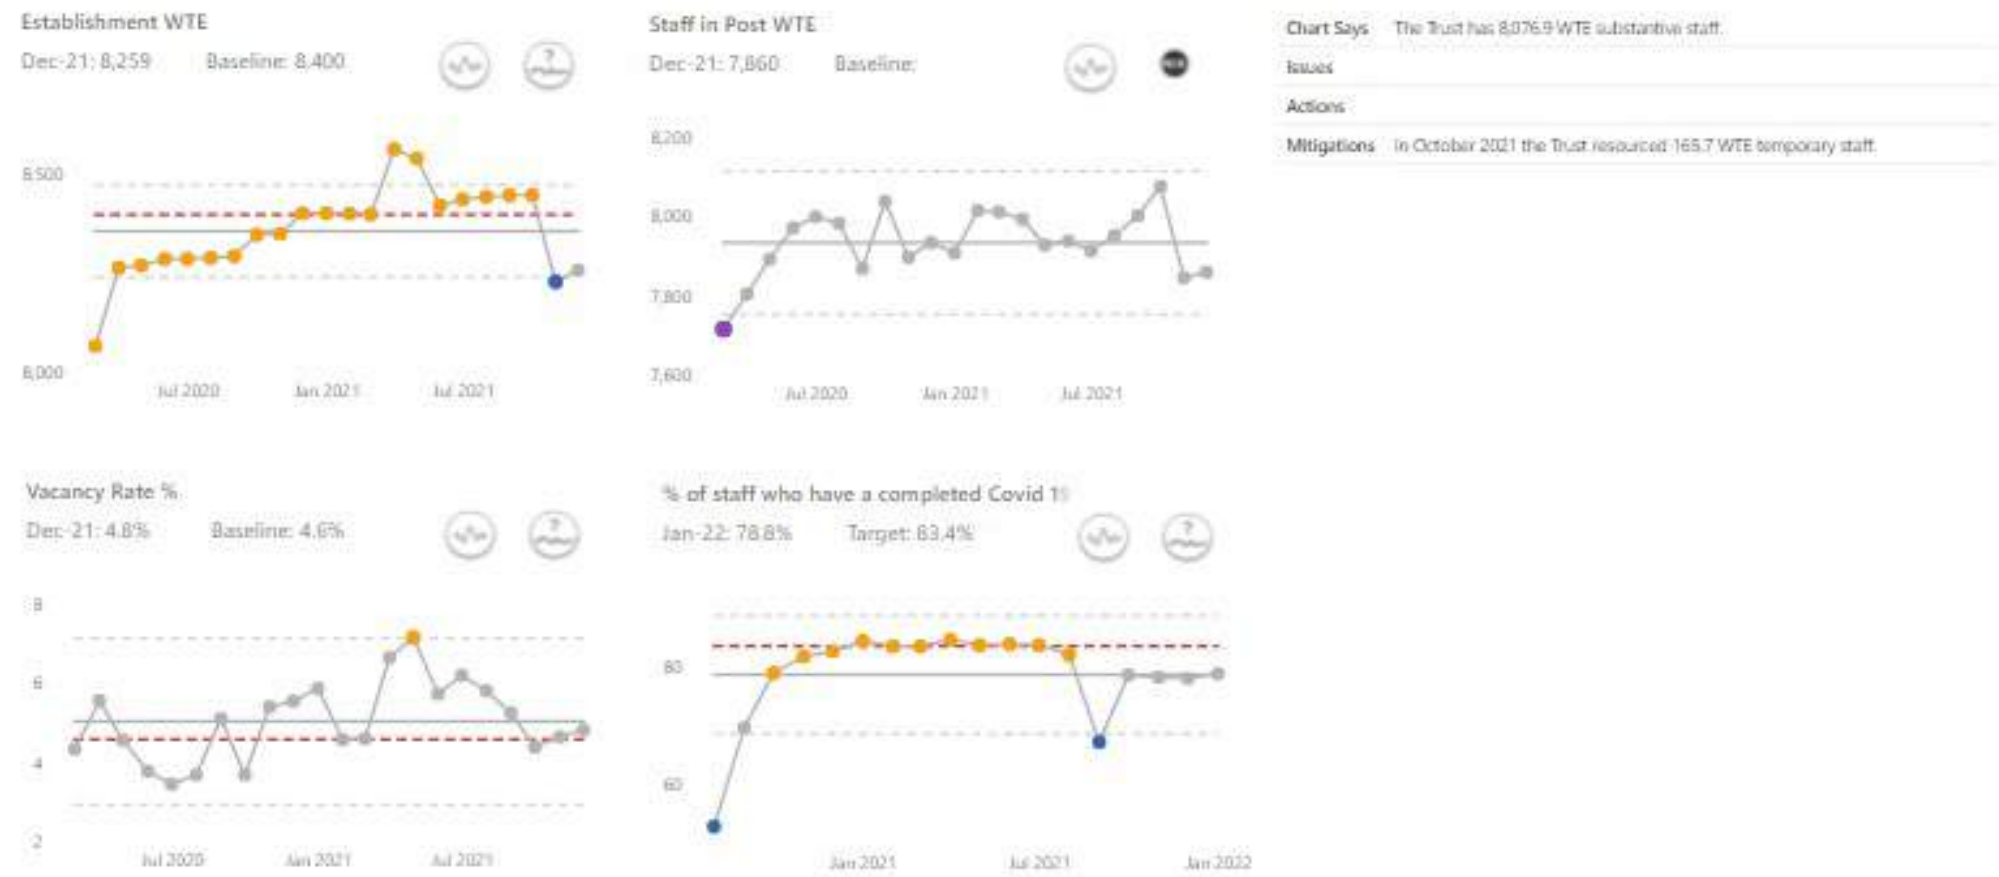 Establishment WTE
Dec-21: 8,259 Baseline: 8,400
8,500
8,000
Jul 2020 Jan 2021 Jul 2021
Staff in Post WTE
Dec-21: 7,860 Baseline:
8,200
8,000
7,800
7,600
Jul 2020 Jan 2021 Jul 2021
Chart Says The Trust has 8,076.9 WTE substantive staff.
Issues
Actions
Mitigations In October 2021 the Trust resourced 165.7 WTE temporary staff.
Vacancy Rate %
Dec-21: 4.8% Baseline: 4.6%
?
8
6
4
2
Jul 2020 Jan 2021 Jul 2021
% of staff who have a completed Covid 19
Jan-22: 78.8% Target: 83.4%
?
80
60
Jan 2021 Jul 2021 Jan 2022